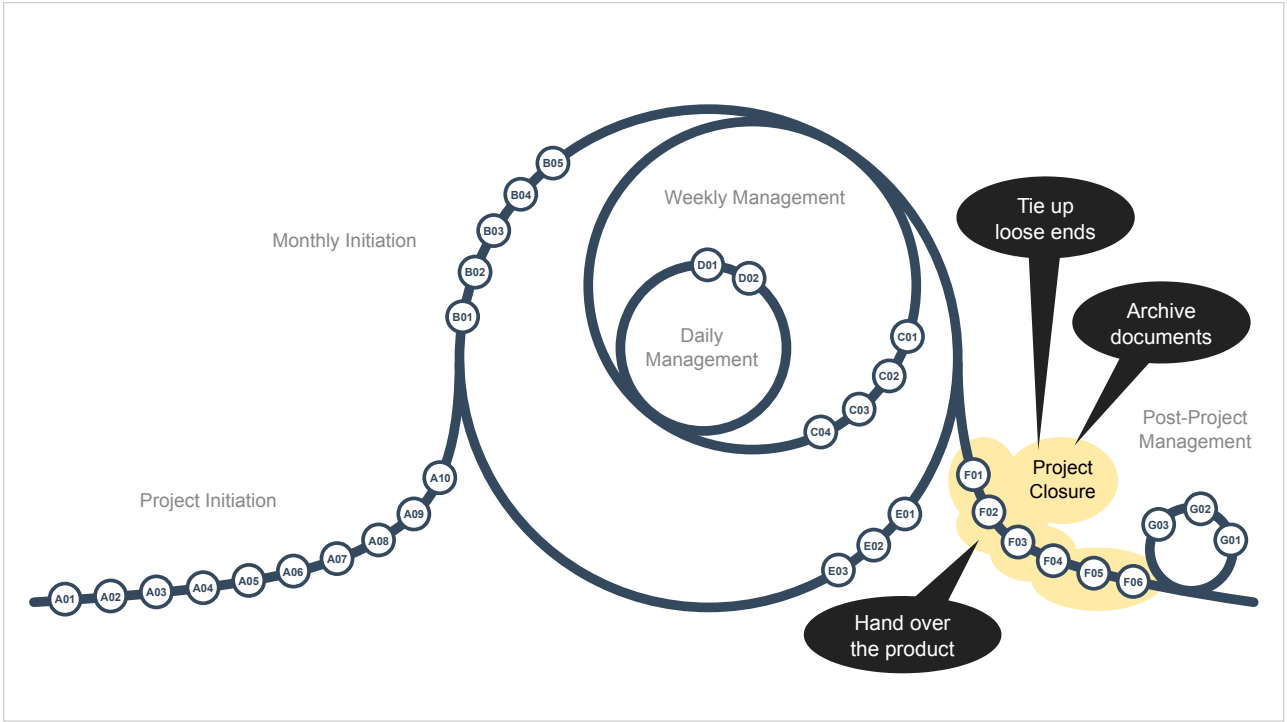 B05
B04
B03
B02
B01
Monthly Initiation
Weekly Management
D01
D02
Daily
Management
C01
C02
C03
C04
Tie up
loose ends
Archive
documents
Post-Project
Management
Project Initiation
A01
A02
A03
A04
A05
A06
A07
A08
A09
A10
E01
E02
E03
Project
Closure
F01
F02
F03
F04
F05
F06
Hand over
the product
G03
G02
G01